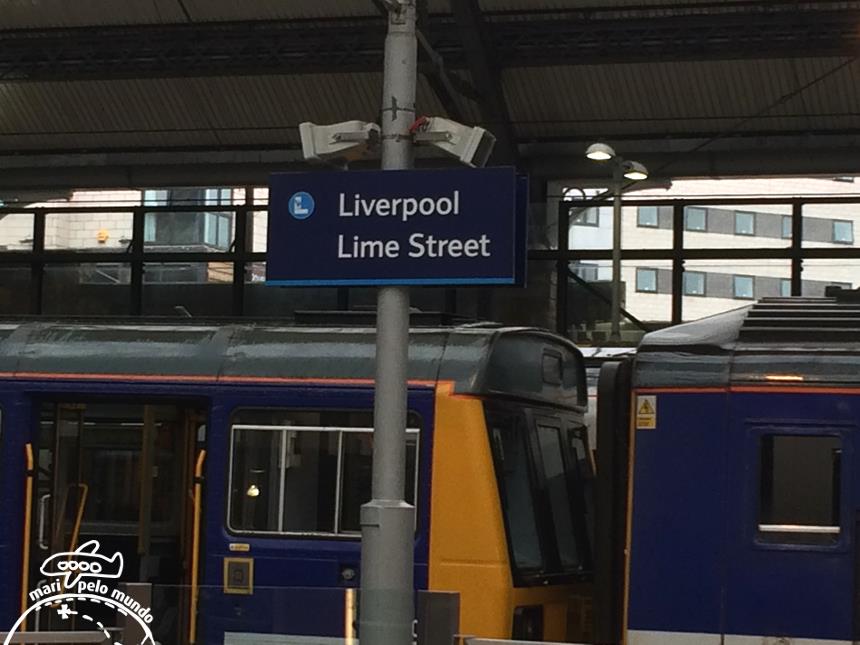 Liverpool
Lime Street
mari pelo mundo